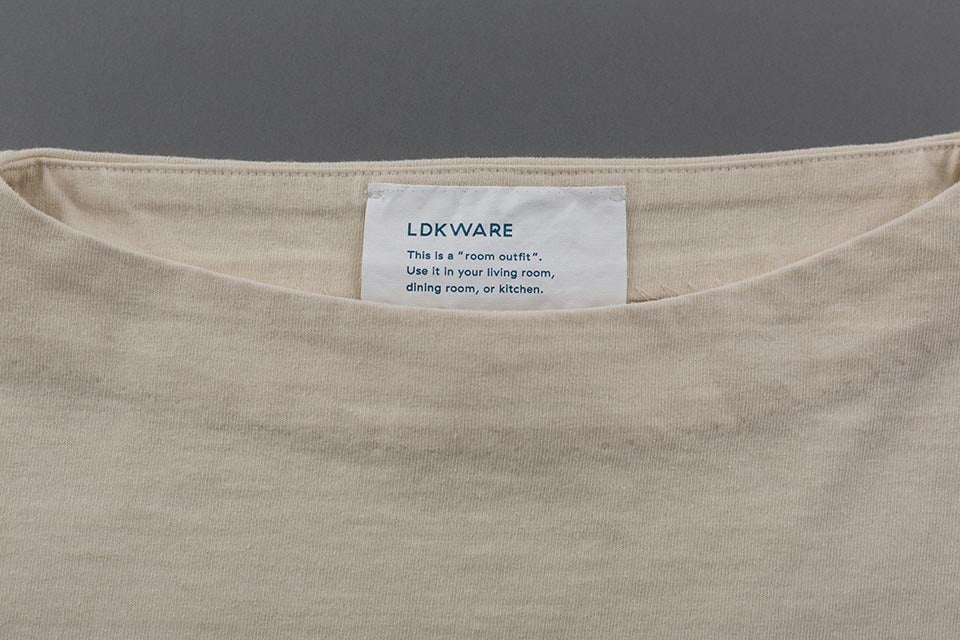 LDKWARE
This is a “room outfit”.
Use it in your living room,
dining room, or kitchen.